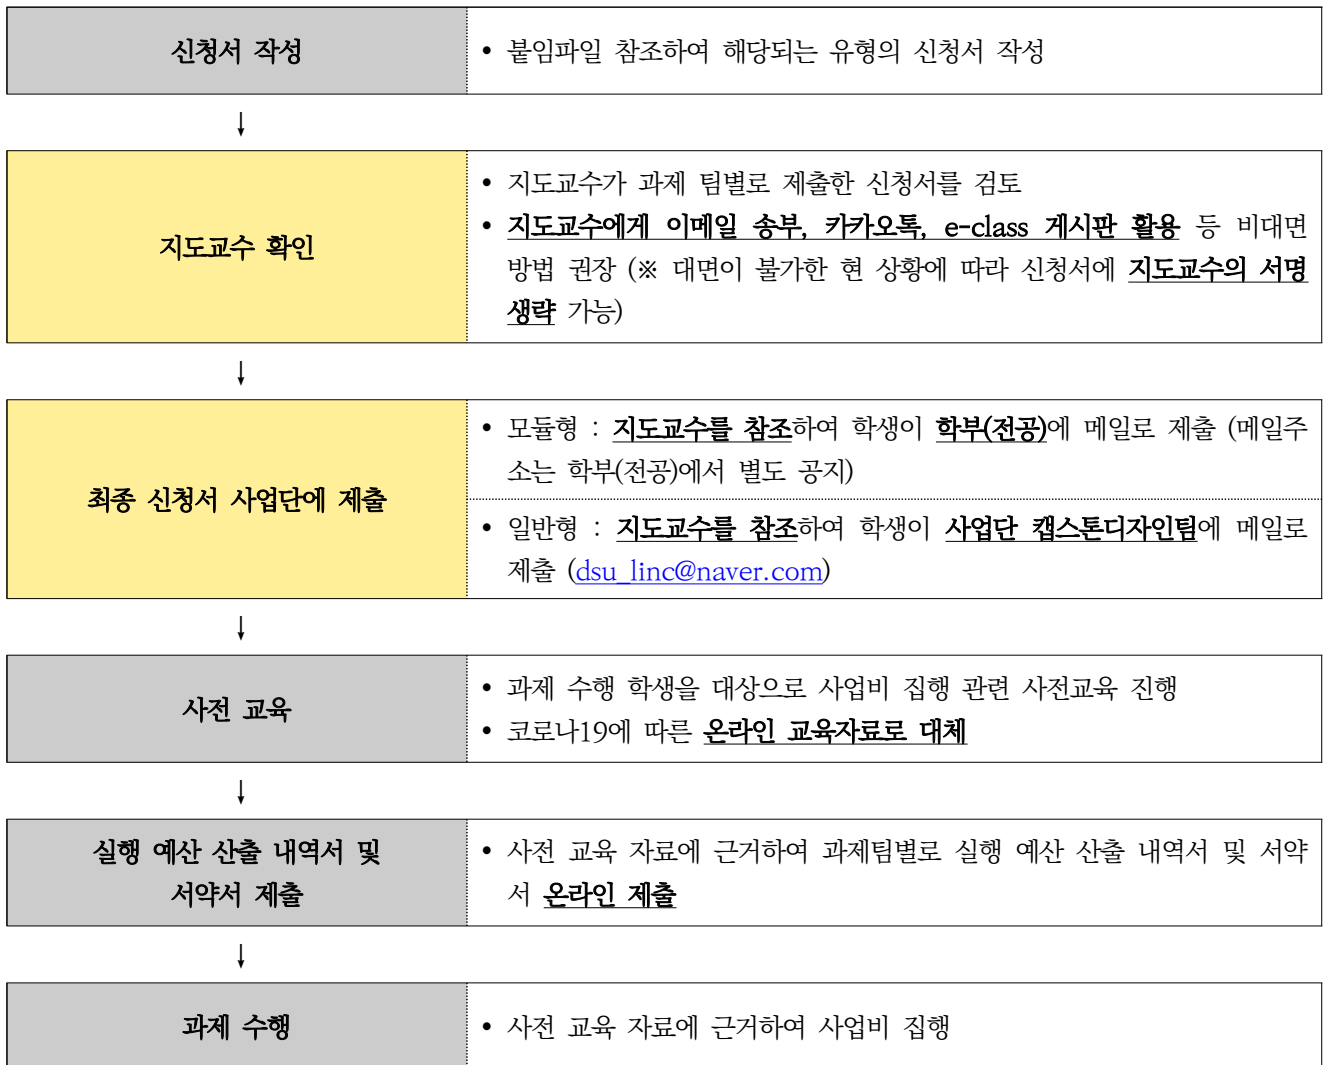 신청서 작성
• 붙임파일 참조하여 해당되는 유형의 신청서 작성
↓
지도교수 확인
• 지도교수가 과제 팀별로 제출한 신청서를 검토
• 지도교수에게 이메일 송부, 카카오톡, e-class 게시판 활용 등 비대면
방법 권장 (※ 대면이 불가한 현 상황에 따라 신청서에 지도교수의 서명
생략 가능)
↓
최종 신청서 사업단에 제출
• 모듈형 : 지도교수를 참조하여 학생이 학부(전공)에 메일로 제출 (메일주
소는 학부(전공)에서 별도 공지)
• 일반형 : 지도교수를 참조하여 학생이 사업단 캡스톤디자인팀에 메일로
제출 (dsu_linc@naver.com)
↓
사전 교육
• 과제 수행 학생을 대상으로 사업비 집행 관련 사전교육 진행
• 코로나19에 따른 온라인 교육자료로 대체
↓
실행 예산 산출 내역서 및
서약서 제출
• 사전 교육 자료에 근거하여 과제팀별로 실행 예산 산출 내역서 및 서약
서 온라인 제출
↓
과제 수행
• 사전 교육 자료에 근거하여 사업비 집행